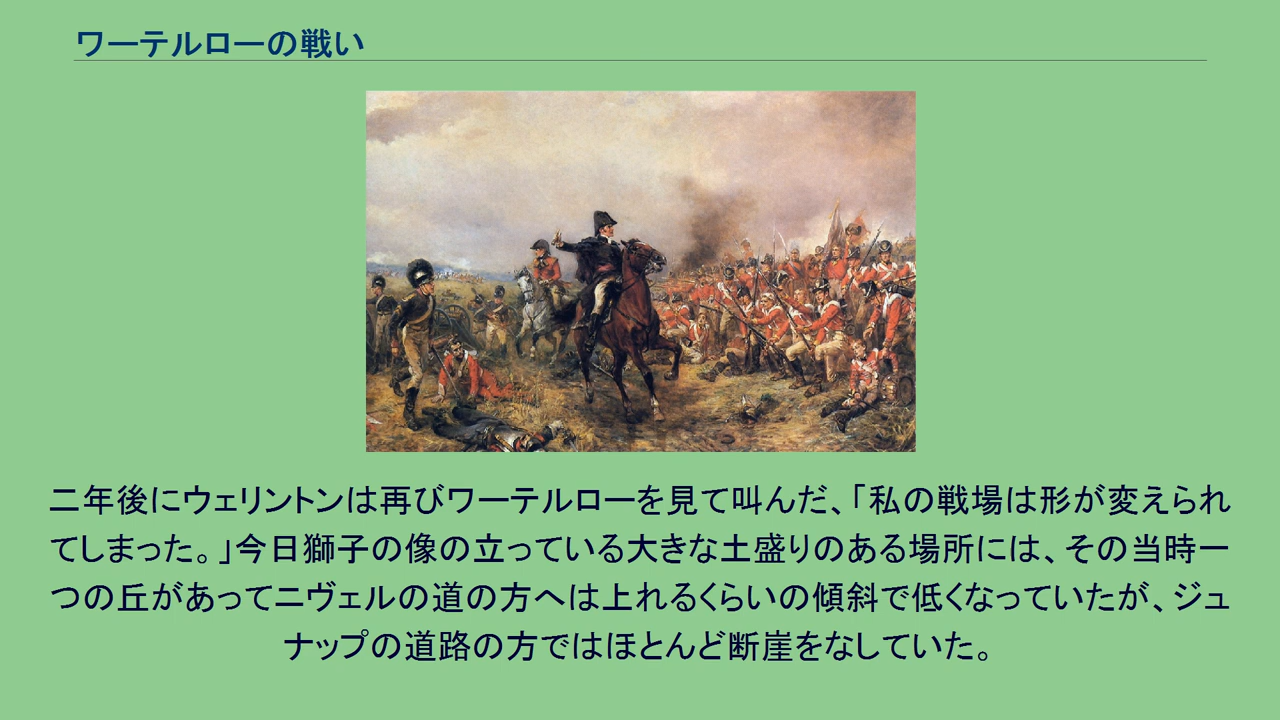 ワーテルローの戦い
二年後にウェリントンは再びワーテルローを見て叫んだ、「私の戦場は形が変えられ
てしまった。」今日獅子の像の立っている大きな土盛りのある場所には、その当時一
つの丘があってニヴェルの道の方へは上れるくらいの傾斜で低くなっていたが、ジュ
ナップの道路の方ではほとんど断崖をなしていた。